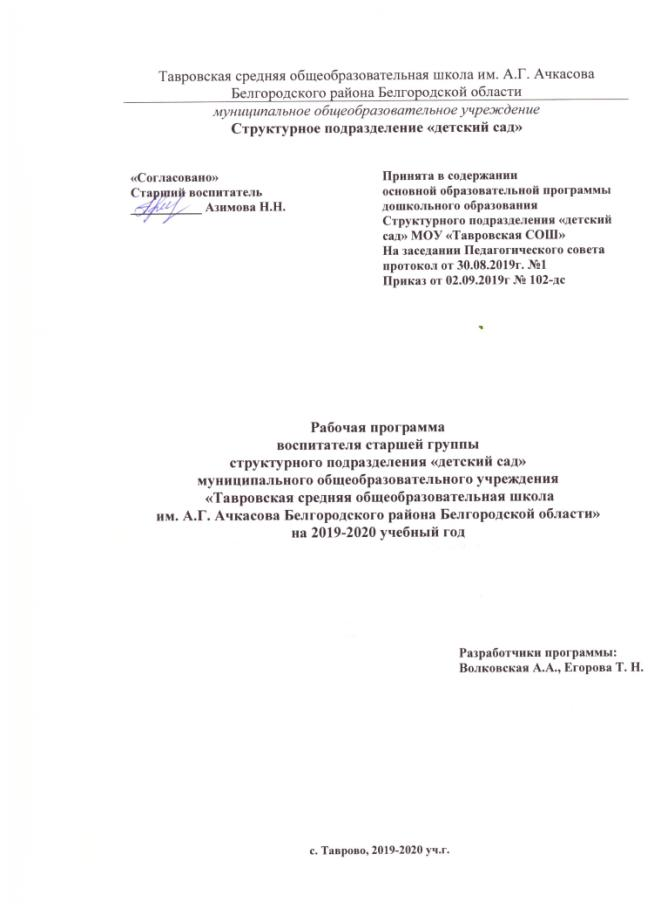 Тавровская средняя общеобразовательная школа им. А.Г. Ачкасова
Белгородского района Белгородской области
муниципальное общеобразовательное учреждение
Структурное подразделение «детский сад»
«Согласовано»
Старший воспитатель
Азимова Н.Н.
Принята в содержании
основной образовательной программы
дошкольного образования
Структурного подразделения «детский
сад» МОУ «Тавровская СОШ»
На заседании Педагогического совета
протокол от 30.08.2019г. №1
Приказ от 02.09.2019г № 102-дс
Рабочая программа
воспитателя старшей группы
структурного подразделения «детский сад»
муниципального общеобразовательного учреждения
«Тавровская средняя общеобразовательная школа
им. А.Г. Ачкасова Белгородского района Белгородской области»
на 2019-2020 учебный год
Разработчики программы:
Волковская А.А., Егорова Т. Н.
с. Таврово, 2019-2020 уч.г.